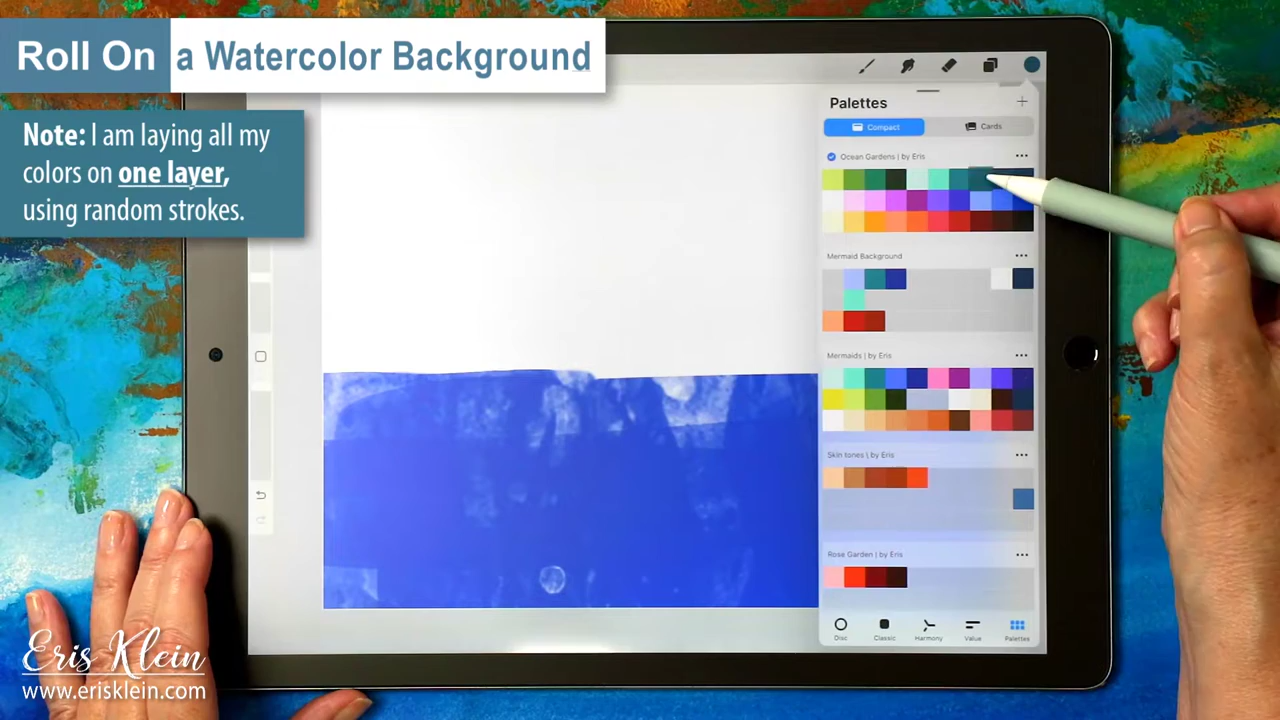 Roll On a Watercolor Background
Note: I am laying all my
colors on one layer,
using random strokes.
Palettes
Compact
Cards
Ocean Gardens | by Eris
Mermaid Background
Mermaids | by Eris
Skin tones | by Eris
Rose Garden | by Eris
Disc
Classic
Harmony
Value
Palettes
Eris Klein
www.erisklein.com